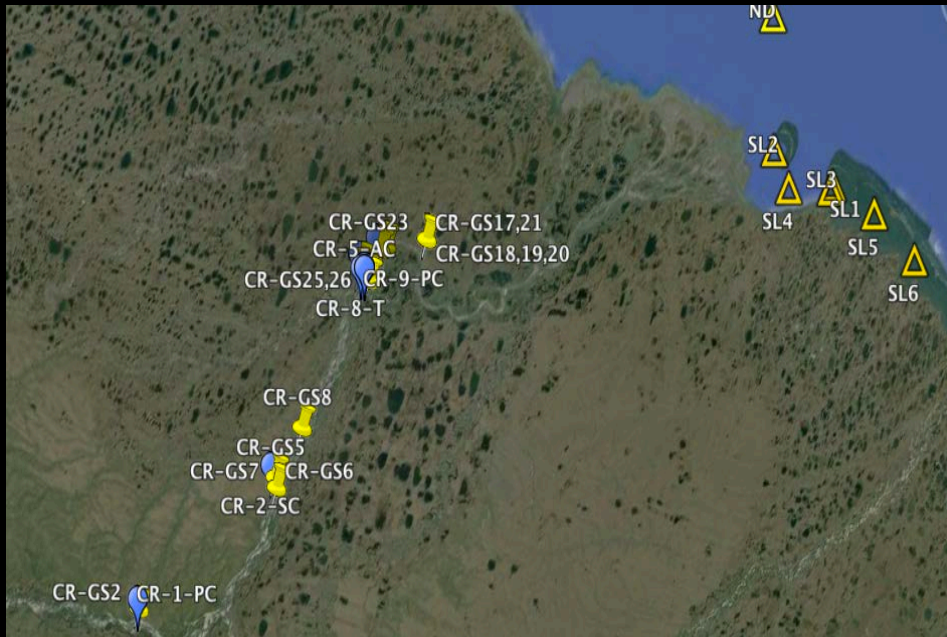 ND
SL2
SL3
SL4
SL1
SL5
SL6
CR-GS23
CR-GS17,21
CR-5-AC
CR-GS18,19,20
CR-GS25,26
CR-9-PC
CR-8-T
CR-GS8
CR-GS5
CR-GS7
CR-GS6
CR-2-SC
CR-GS2
CR-1-PC